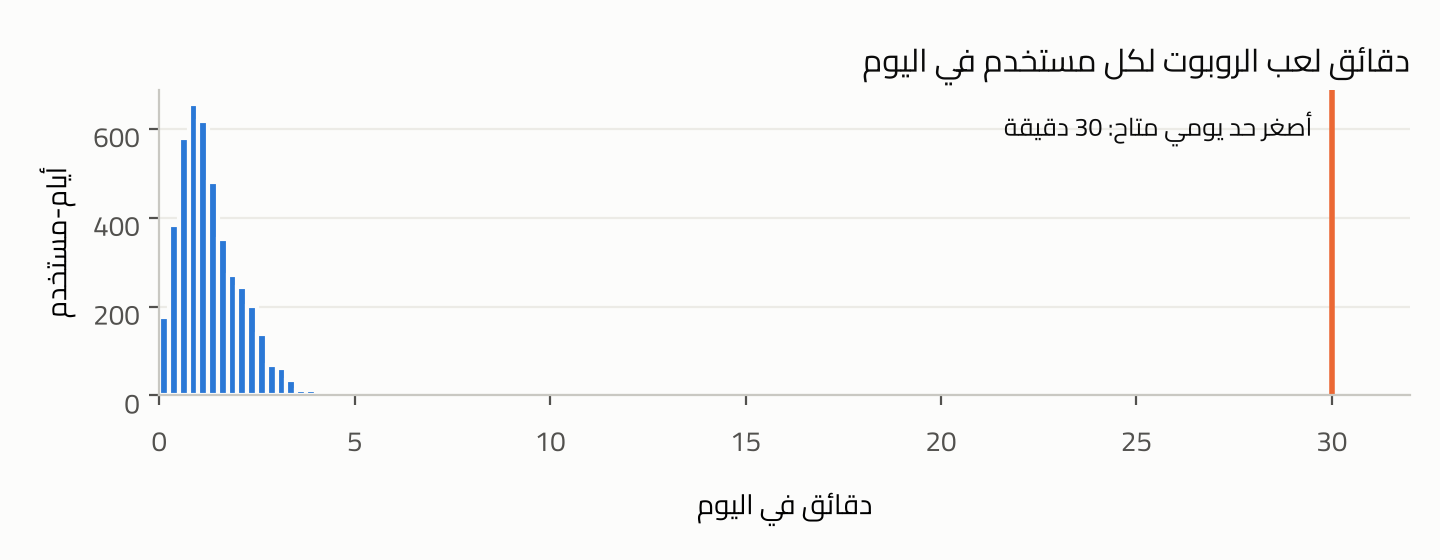 دقائق لعب الروبوت لكل مستخدم في اليوم
أصغر حد يومي متاح: 30 دقيقة
أيام-مستخدم
600
400
200
0
0 5 10 15 20 25 30
دقائق في اليوم